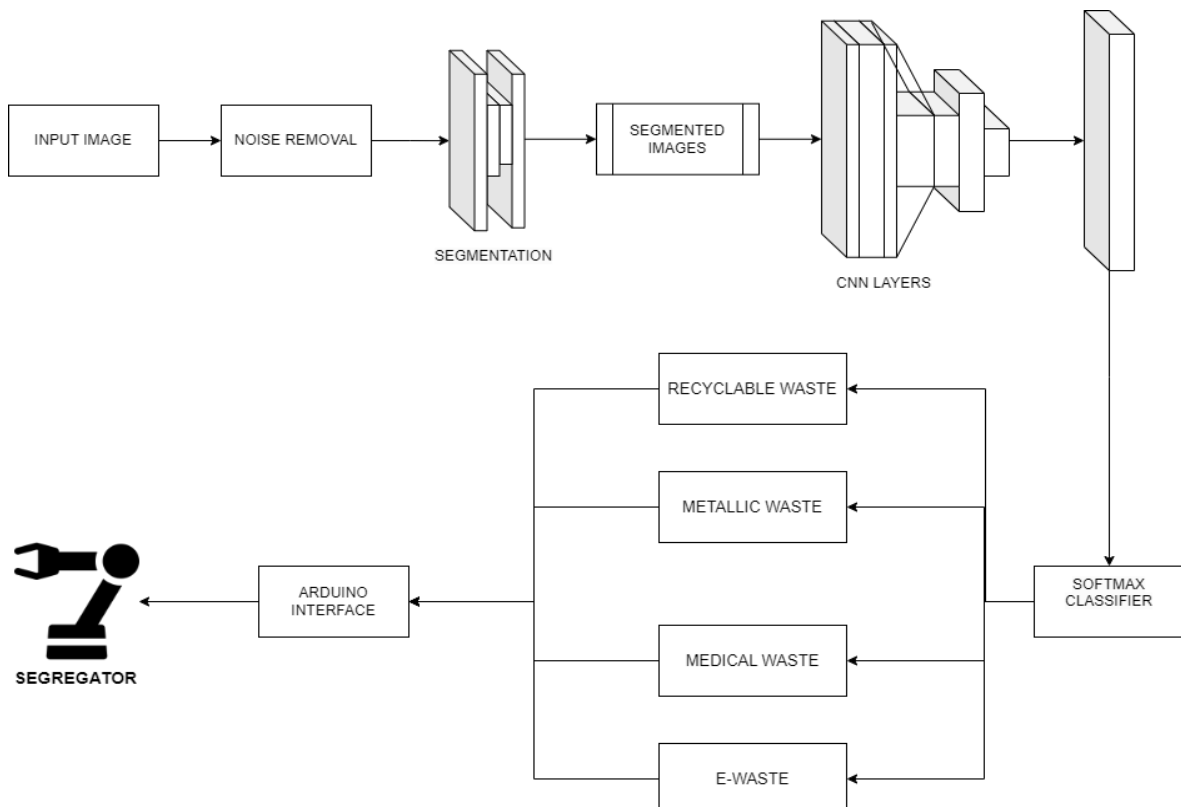 INPUT IMAGE
NOISE REMOVAL
SEGMENTATION
SEGMENTED
IMAGES
CNN LAYERS
RECYCLABLE WASTE
METALLIC WASTE
MEDICAL WASTE
E-WASTE
SOFTMAX
CLASSIFIER
ARDUINO
INTERFACE
SEGREGATOR